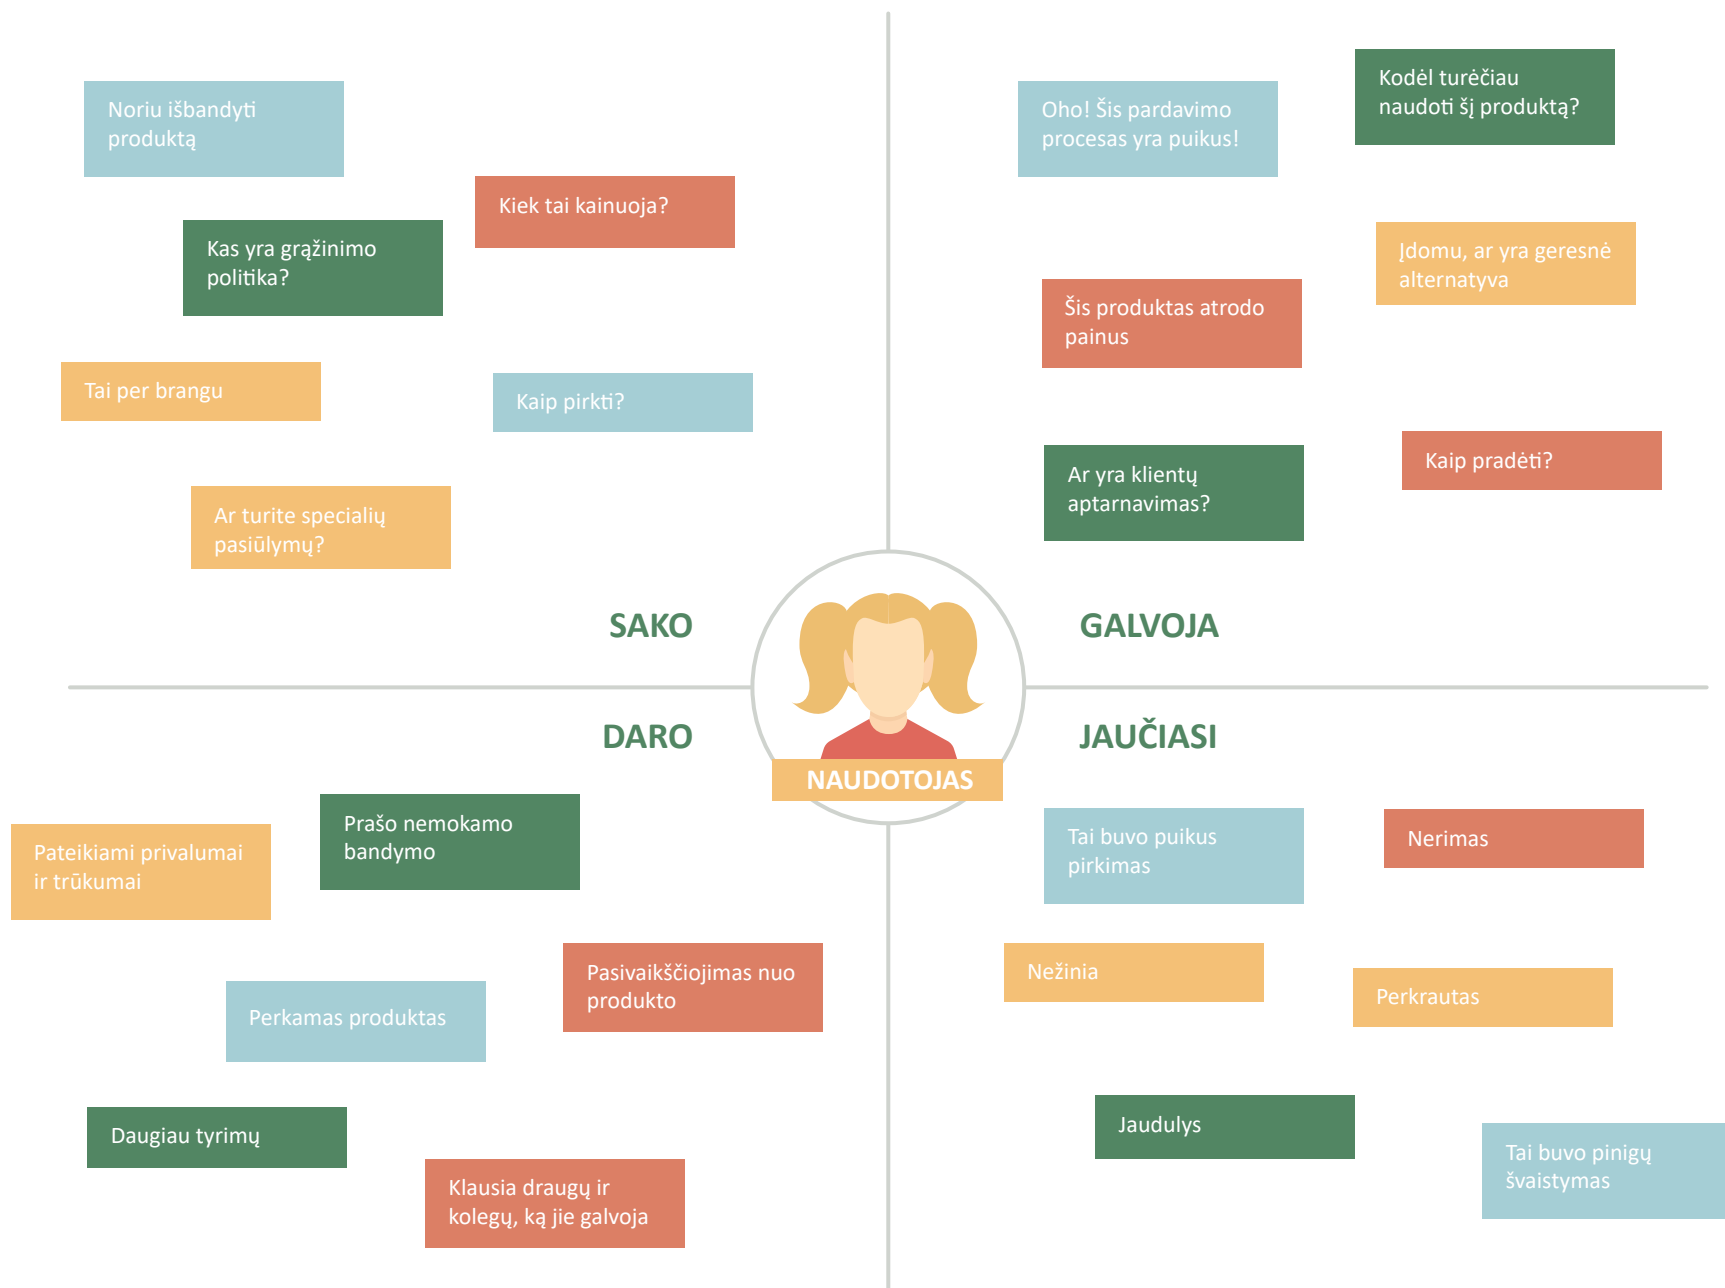 Noriu išbandyti
produktą
Kiek tai kainuoja?
Kas yra grąžinimo
politika?
Tai per brangu
Kaip pirkti?
Ar turite specialių
pasiūlymų?
SAKO
Oho! Šis pardavimo
procesas yra puikus!
Kodėl turėčiau
naudoti šį produktą?
Įdomu, ar yra geresnė
alternatyva
Šis produktas atrodo
painus
Kaip pradėti?
Ar yra klientų
aptarnavimas?
GALVOJA
NAUDOTOJAS
DARO
Prašo nemokamo
bandymo
Pateikiami privalumai
ir trūkumai
Pasivaikščiojimas nuo
produkto
Perkamas produktas
Daugiau tyrimų
Klausia draugų ir
kolegų, ką jie galvoja
JAUČIASI
Tai buvo puikus
pirkimas
Nerimas
Nežinia
Perkrautas
Jaudulys
Tai buvo pinigų
švaistymas